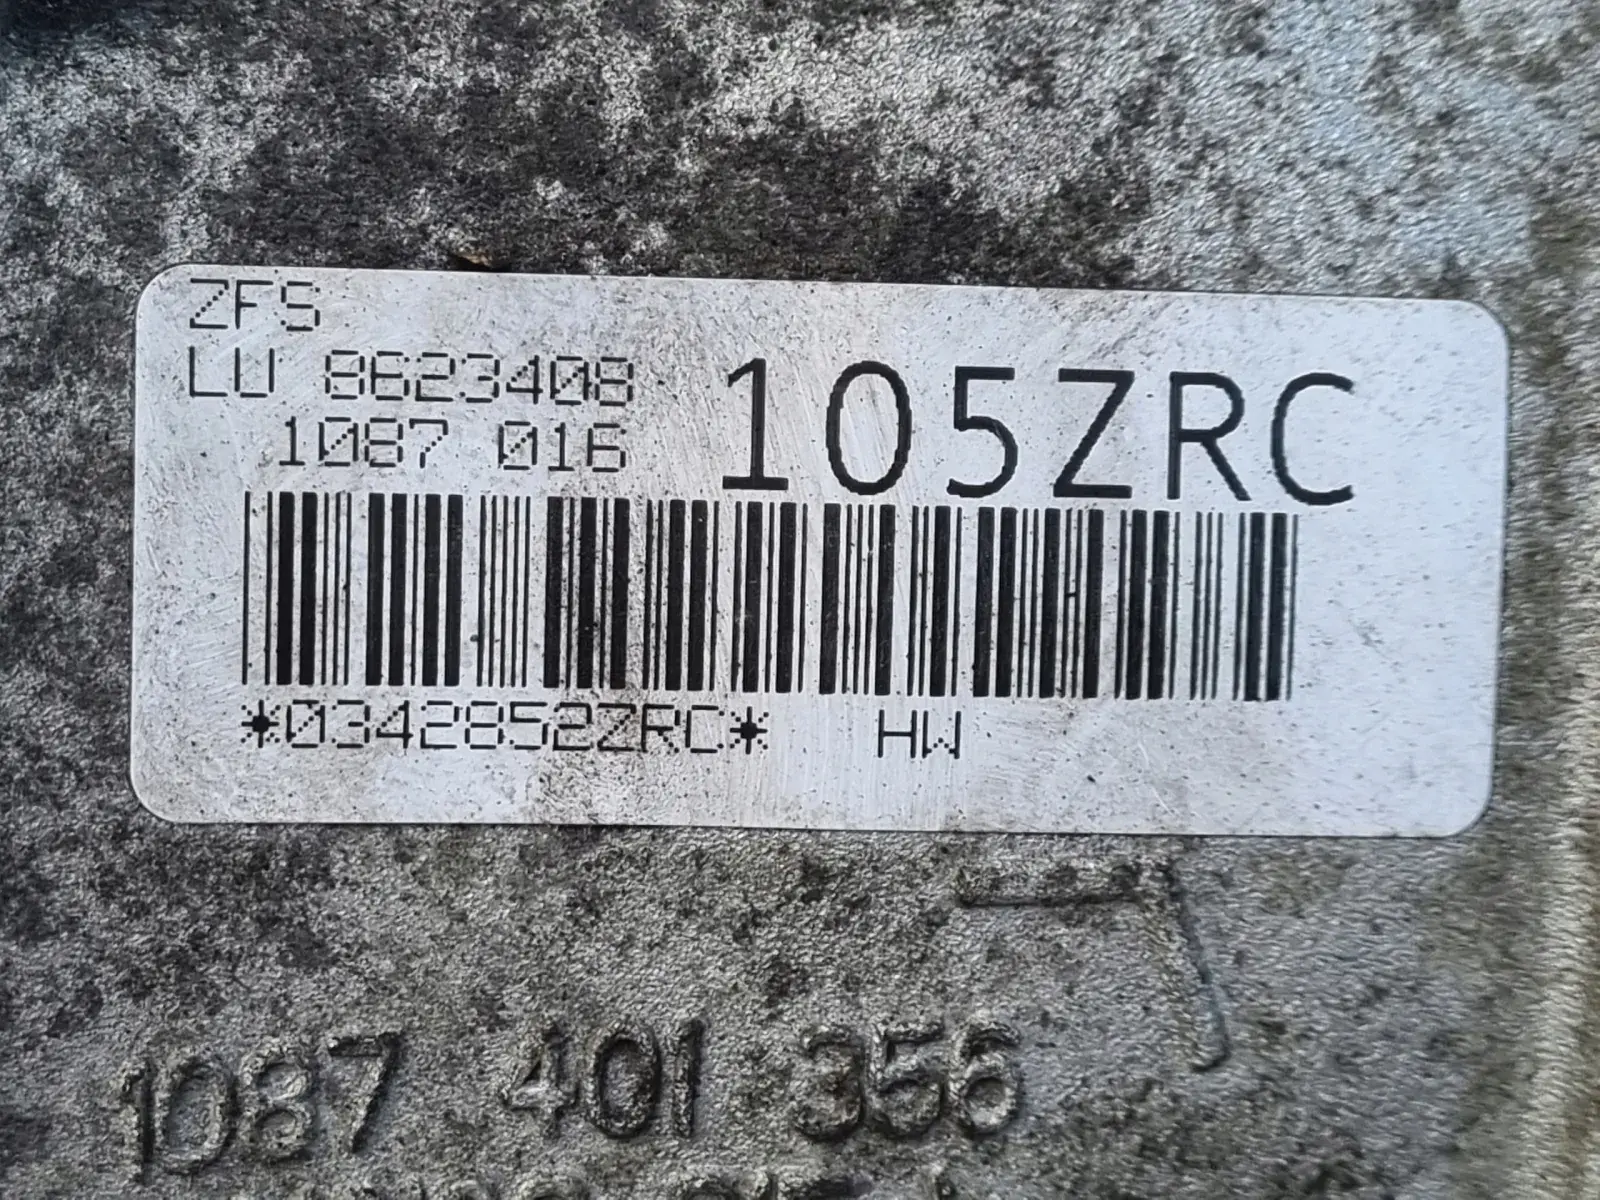 ZFS
LU 8623408
1087 016
105ZRC
*0342852ZRC* HW
1087 401 356